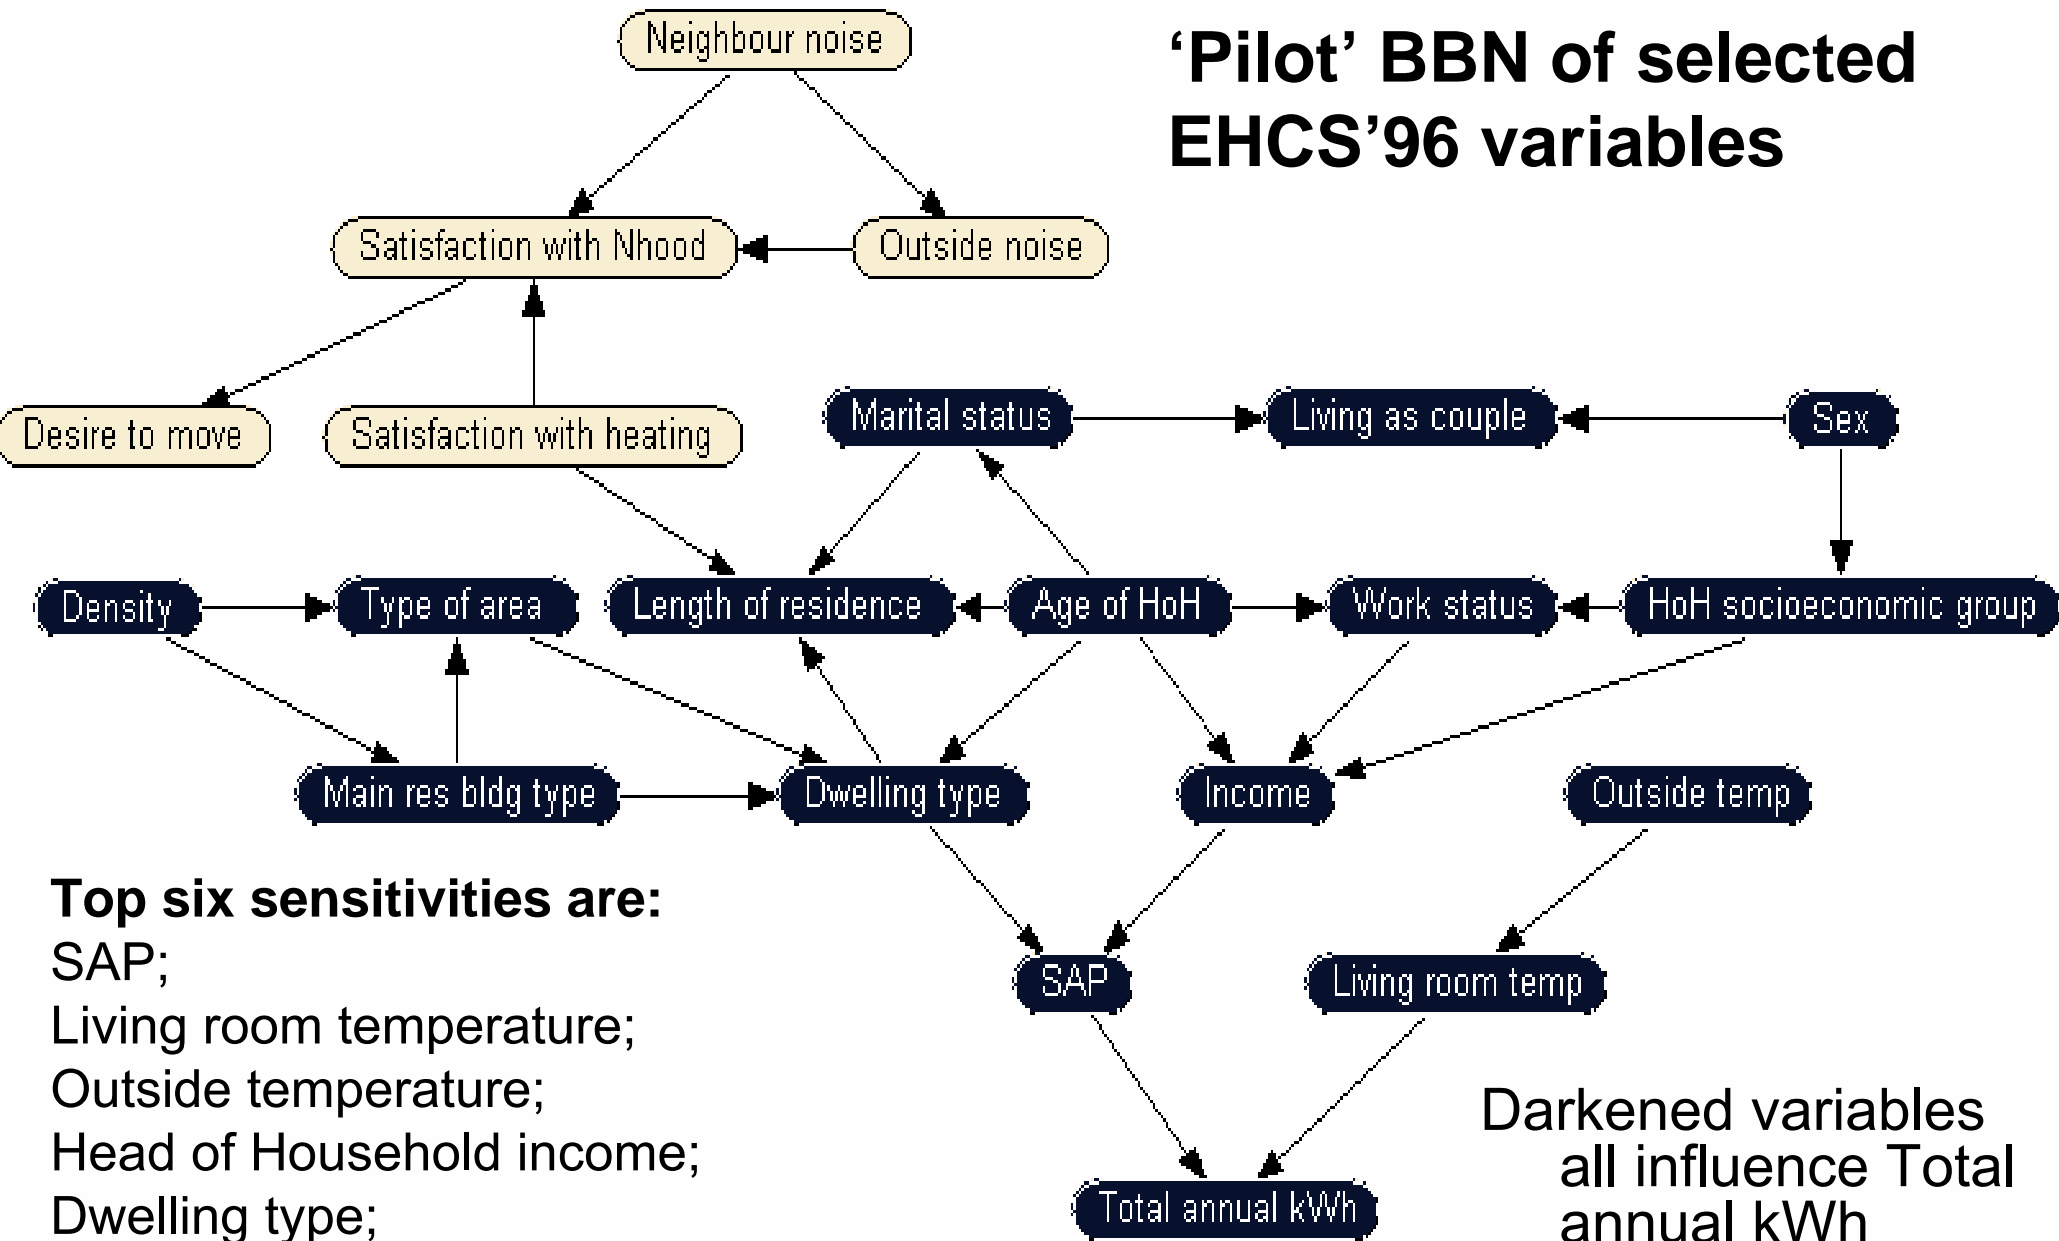 Neighbour noise
‘Pilot’ BBN of selected
EHCS’96 variables
Satisfaction with Nhood
Outside noise
Desire to move
Satisfaction with heating
Marital status
Living as couple
Sex
Density
Type of area
Length of residence
Age of HoH
Work status
HoH socioeconomic group
Main res bldg type
Dwelling type
Income
Outside temp
Top six sensitivities are:
SAP;
Living room temperature;
Outside temperature;
Head of Household income;
Dwelling type;
SAP
Living room temp
Total annual kWh
Darkened variables
all influence Total
annual kWh